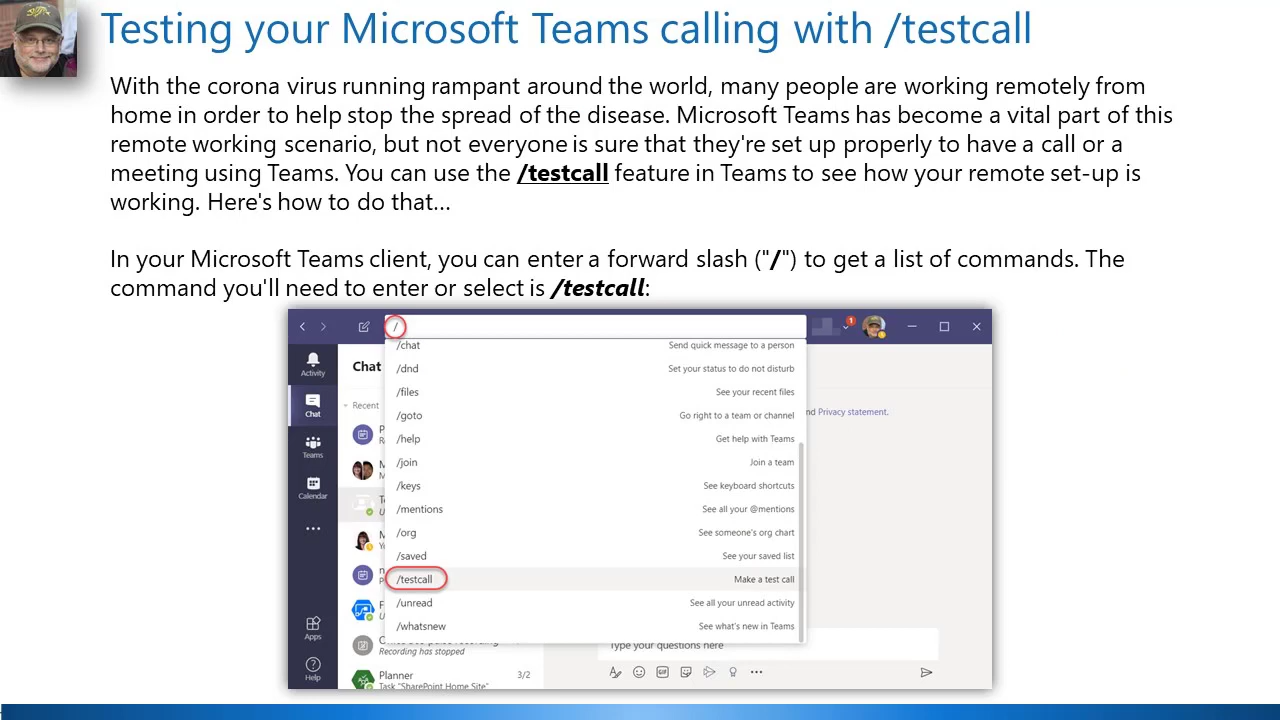 Testing your Microsoft Teams calling with /testcall
With the corona virus running rampant around the world, many people are working remotely from
home in order to help stop the spread of the disease. Microsoft Teams has become a vital part of this
remote working scenario, but not everyone is sure that they're set up properly to have a call or a
meeting using Teams. You can use the /testcall feature in Teams to see how your remote set-up is
working. Here's how to do that...
In your Microsoft Teams client, you can enter a forward slash ("/") to get a list of commands. The
command you'll need to enter or select is /testcall:
/
1
/chat Send quick message to a person
Activity
Chat
/dnd Set your status to do not disturb
/files See your recent files
Chat
Recent
/goto Go right to a team or channel
nd Privacy statement.
/help Get help with Teams
Teams
/join Join a team
/keys See keyboard shortcuts
Calendar
/mentions See all your @mentions
/org See someone's org chart
/saved See your saved list
/testcall Make a test call
/unread See all your unread activity
/whatsnew See what's new in Teams
Apps
Type your questions here
Recording has stopped
Help
Planner 3/2
Task "SharePoint Home Site"
GIF